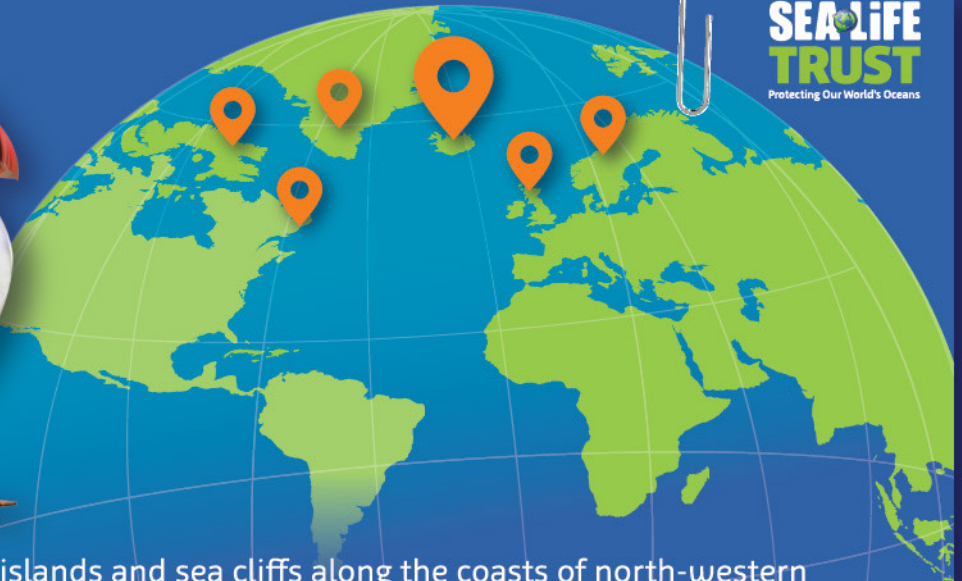 SEA LiFE
TRUST
Protecting Our World's Oceans
islands and sea cliffs along the coasts of north-western